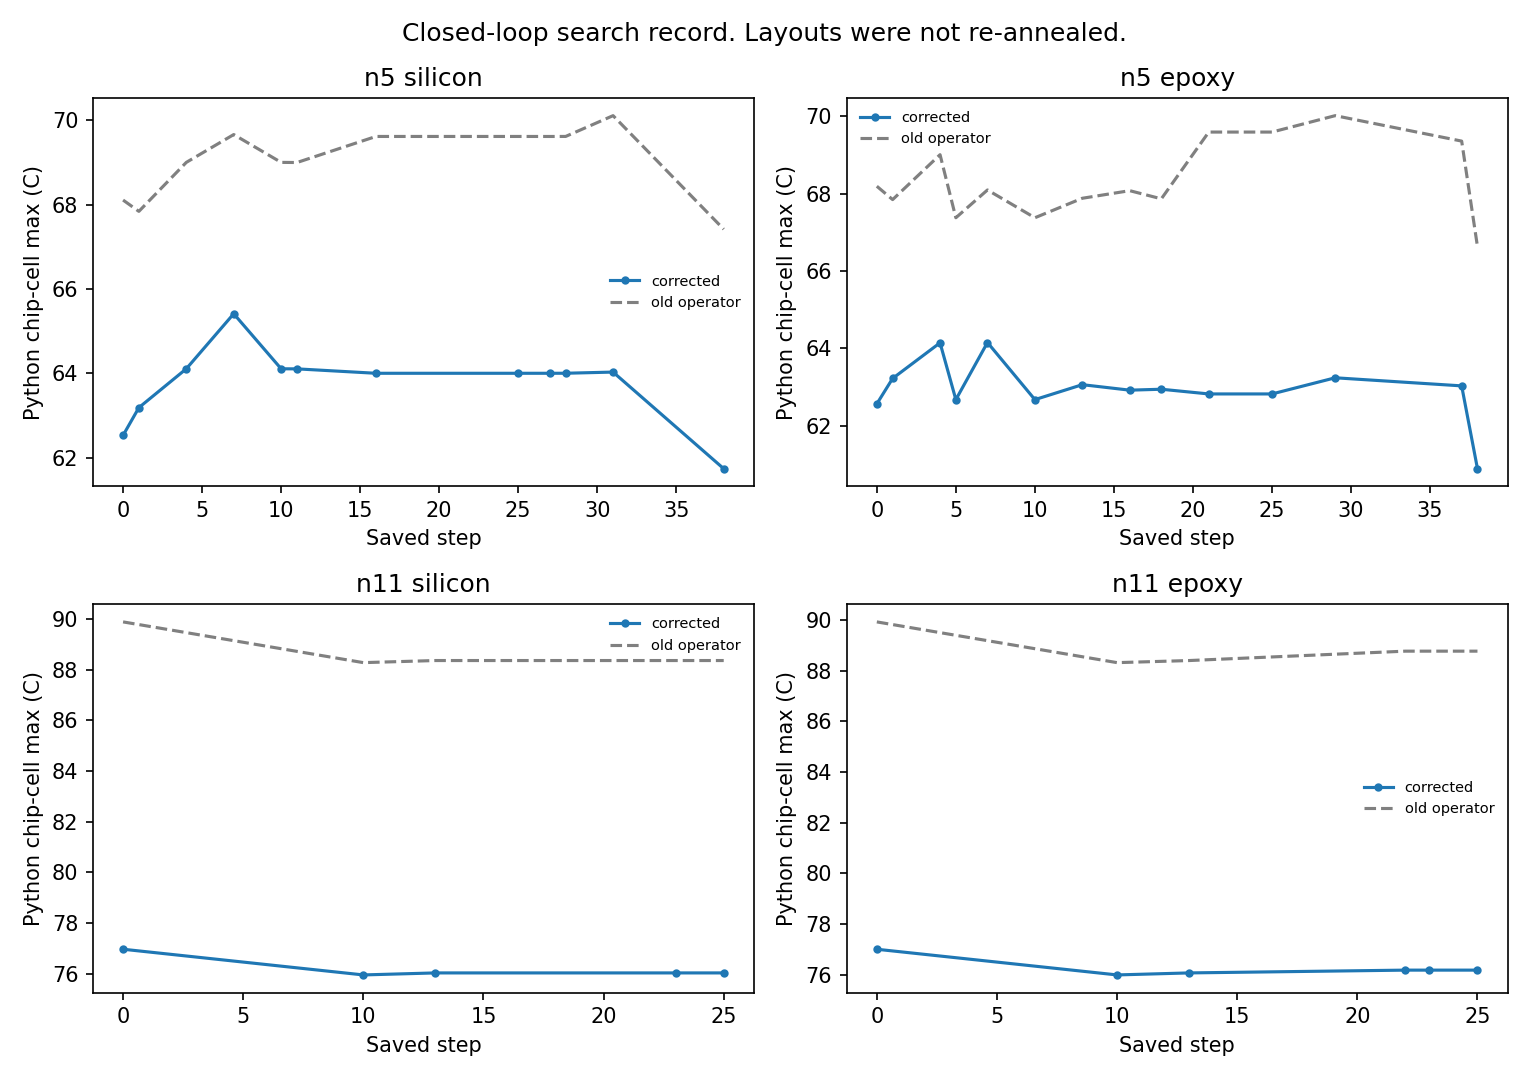 Closed-loop search record. Layouts were not re-annealed.
n5 silicon
Python chip-cell max (C)
70
68
66
64
62
corrected
old operator
0 5 10 15 20 25 30 35
Saved step
n5 epoxy
Python chip-cell max (C)
70
68
66
64
62
corrected
old operator
0 5 10 15 20 25 30 35
Saved step
n11 silicon
Python chip-cell max (C)
90
88
86
84
82
80
78
76
corrected
old operator
0 5 10 15 20 25
Saved step
n11 epoxy
Python chip-cell max (C)
90
88
86
84
82
80
78
76
corrected
old operator
0 5 10 15 20 25
Saved step